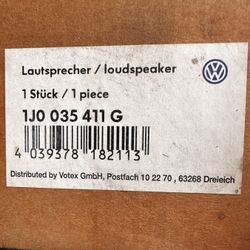 Lautsprecher / loudspeaker
1 Stück / 1 piece
1J0 035 411 G
4 039378 182113
Distributed by Votex GmbH, Postfach 10 22 70 , 63268 Dreieich